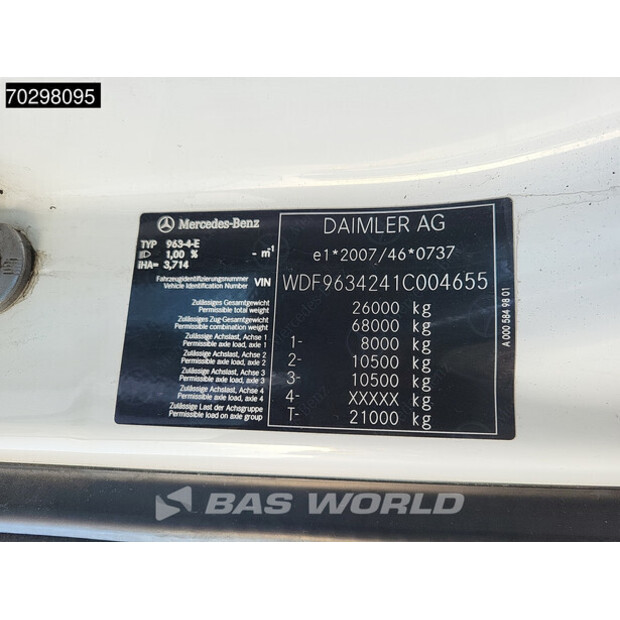 70298095
Mercedes-Benz
DAIMLER AG
TYP 963-4-E
1,00 % - m-1
iHA= 3,714
e1*2007/46*0737
Fahrzeugidentifizierungsnummer
Vehicle Identification Number VIN
WDF9634241C004655
Zulässiges Gesamtgewicht
Permissible total weight
26000 kg
Zulässiges Zug-Gesamtgewicht
Permissible combination weight
68000 kg
Zulässige Achslast, Achse 1
Permissible axle load, axle 1
1- 8000 kg
Zulässige Achslast, Achse 2
Permissible axle load, axle 2
2- 10500 kg
Zulässige Achslast, Achse 3
Permissible axle load, axle 3
3- 10500 kg
Zulässige Achslast, Achse 4
Permissible axle load, axle 4
4- XXXXX kg
Zulässige Last der Achsgruppe
Permissible load on axle group
T- 21000 kg
A 000 584 98 01
BAS WORLD